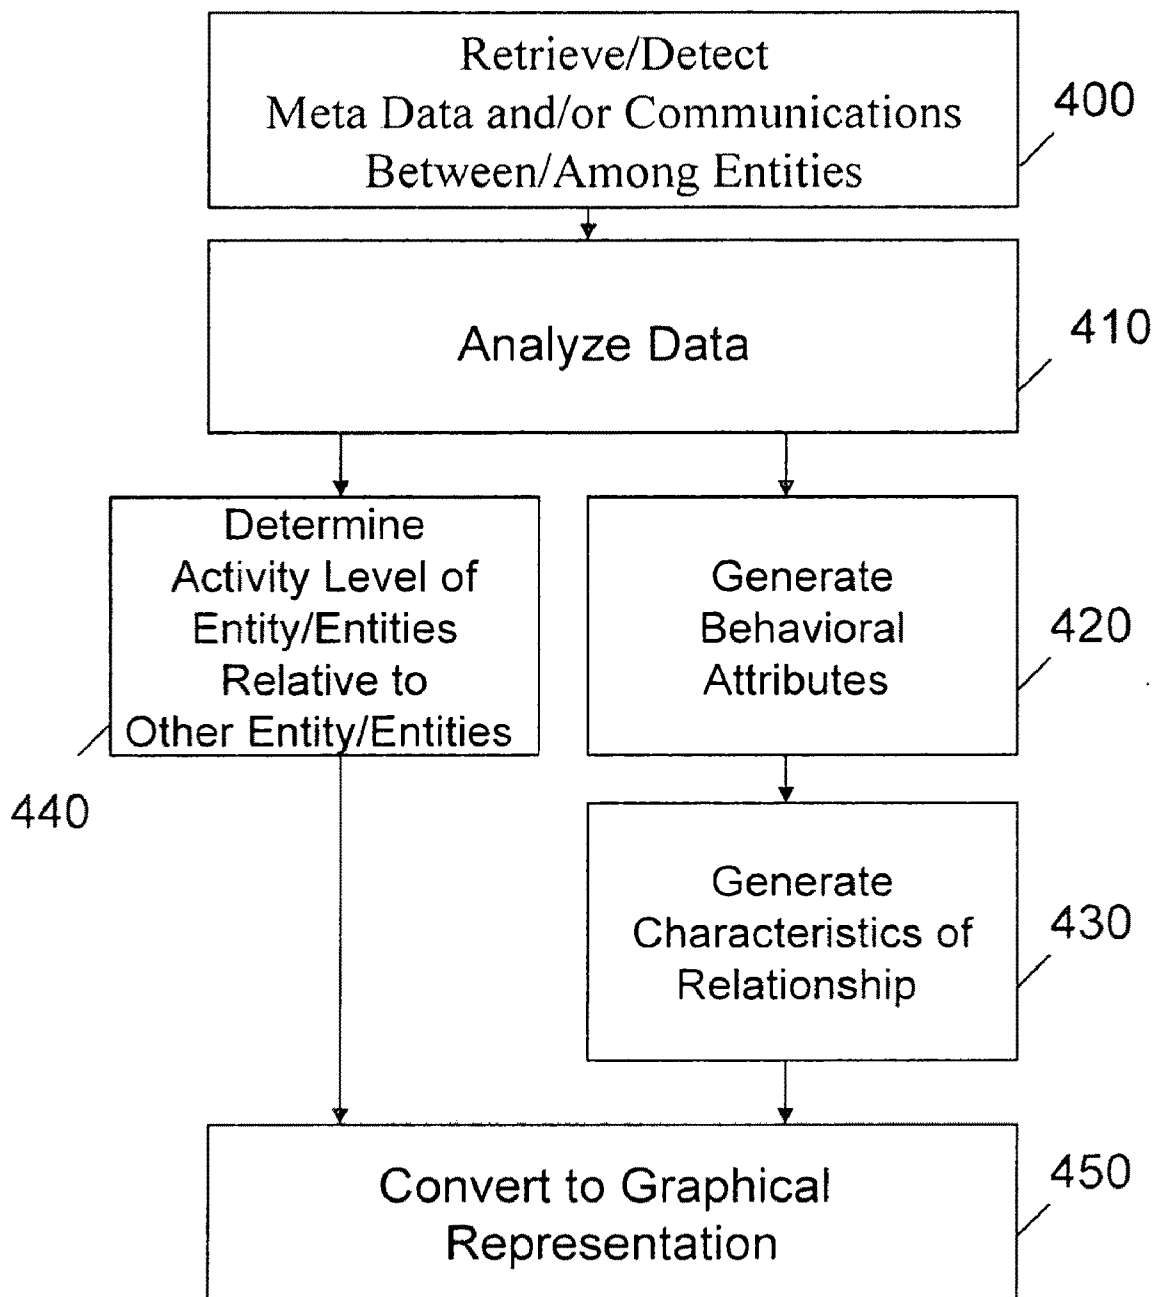 Retrieve/Detect
Meta Data and/or Communications
Between/Among Entities
400
Analyze Data
410
Determine
Activity Level of
Entity/Entities
Relative to
Other Entity/Entities
440
Generate
Behavioral
Attributes
420
Generate
Characteristics of
Relationship
430
Convert to Graphical
Representation
450